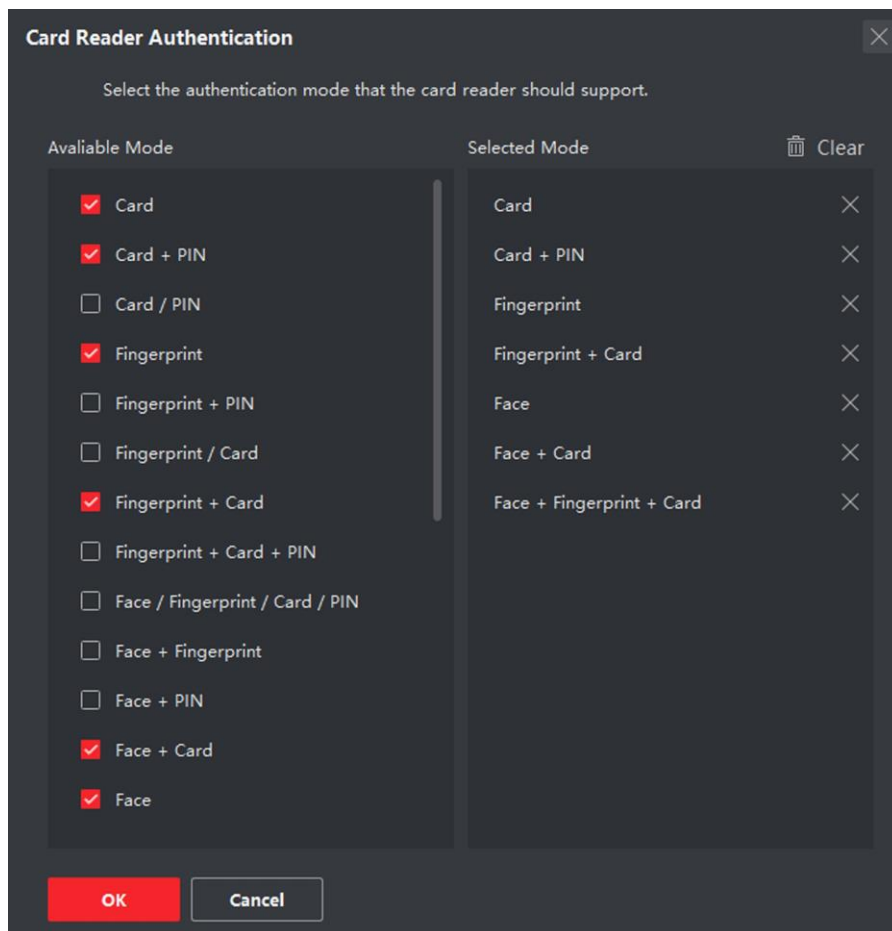 Card Reader Authentication
Select the authentication mode that the card reader should support.
Avaliable Mode
Card
Card + PIN
Card / PIN
Fingerprint
Fingerprint + PIN
Fingerprint / Card
Fingerprint + Card
Fingerprint + Card + PIN
Face / Fingerprint / Card / PIN
Face + Fingerprint
Face + PIN
Face + Card
Face
Selected Mode
Clear
Card
Card + PIN
Fingerprint
Fingerprint + Card
Face
Face + Card
Face + Fingerprint + Card
OK
Cancel